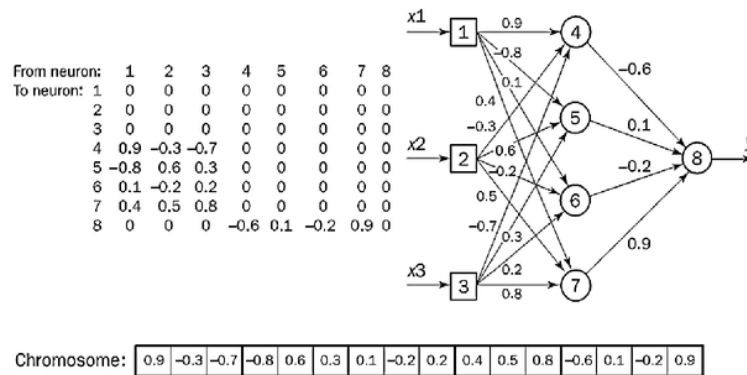 From neuron: 1 2 3 4 5 6 7 8
To neuron: 1 0 0 0 0 0 0 0 0
2 0 0 0 0 0 0 0 0
3 0 0 0 0 0 0 0 0
4 0.9 −0.3 −0.7 0 0 0 0 0
5 −0.8 0.6 0.3 0 0 0 0 0
6 0.1 −0.2 0.2 0 0 0 0 0
7 0.4 0.5 0.8 0 0 0 0 0
8 0 0 0 −0.6 0.1 −0.2 0.9 0
x1
1
0.9
4
−0.8
0.1
−0.6
0.4
5
−0.3
0.1
x2
2
0.6
8
−0.2
−0.2
0.5
6
−0.7
0.3
0.9
x3
3
0.2
7
0.8
Chromosome: 0.9 −0.3 −0.7 −0.8 0.6 0.3 0.1 −0.2 0.2 0.4 0.5 0.8 −0.6 0.1 −0.2 0.9